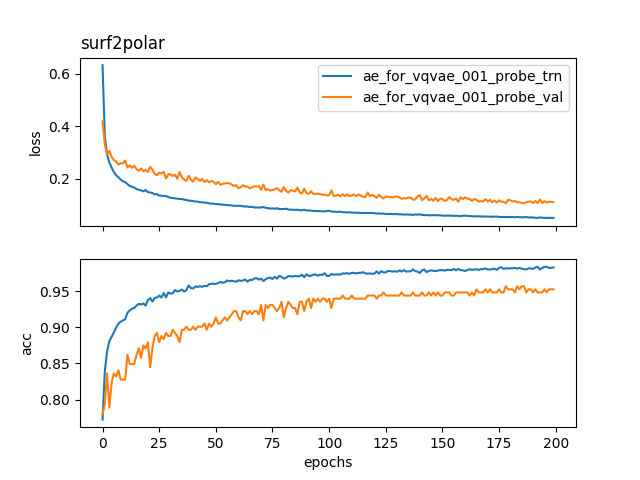 surf2polar
0.6
0.4
0.2
loss
ae_for_vqvae_001_probe_trn
ae_for_vqvae_001_probe_val
0.95
0.90
0.85
0.80
acc
0 25 50 75 100 125 150 175 200
epochs